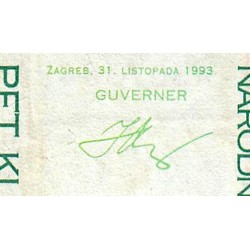 ZAGREB, 31. LISTOPADA 1993
GUVERNER
PET
NARODN